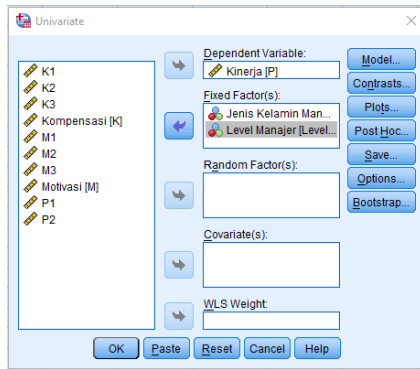 Univariate
K1
K2
K3
Kompensasi [K]
M1
M2
M3
Motivasi [M]
P1
P2
Dependent Variable:
Kinerja [P]
Fixed Factor(s):
Jenis Kelamin Man...
Level Manajer [Level...
Random Factor(s):
Covariate(s):
WLS Weight:
Model...
Contrasts...
Plots...
Post Hoc...
Save...
Options...
Bootstrap...
OK Paste Reset Cancel Help